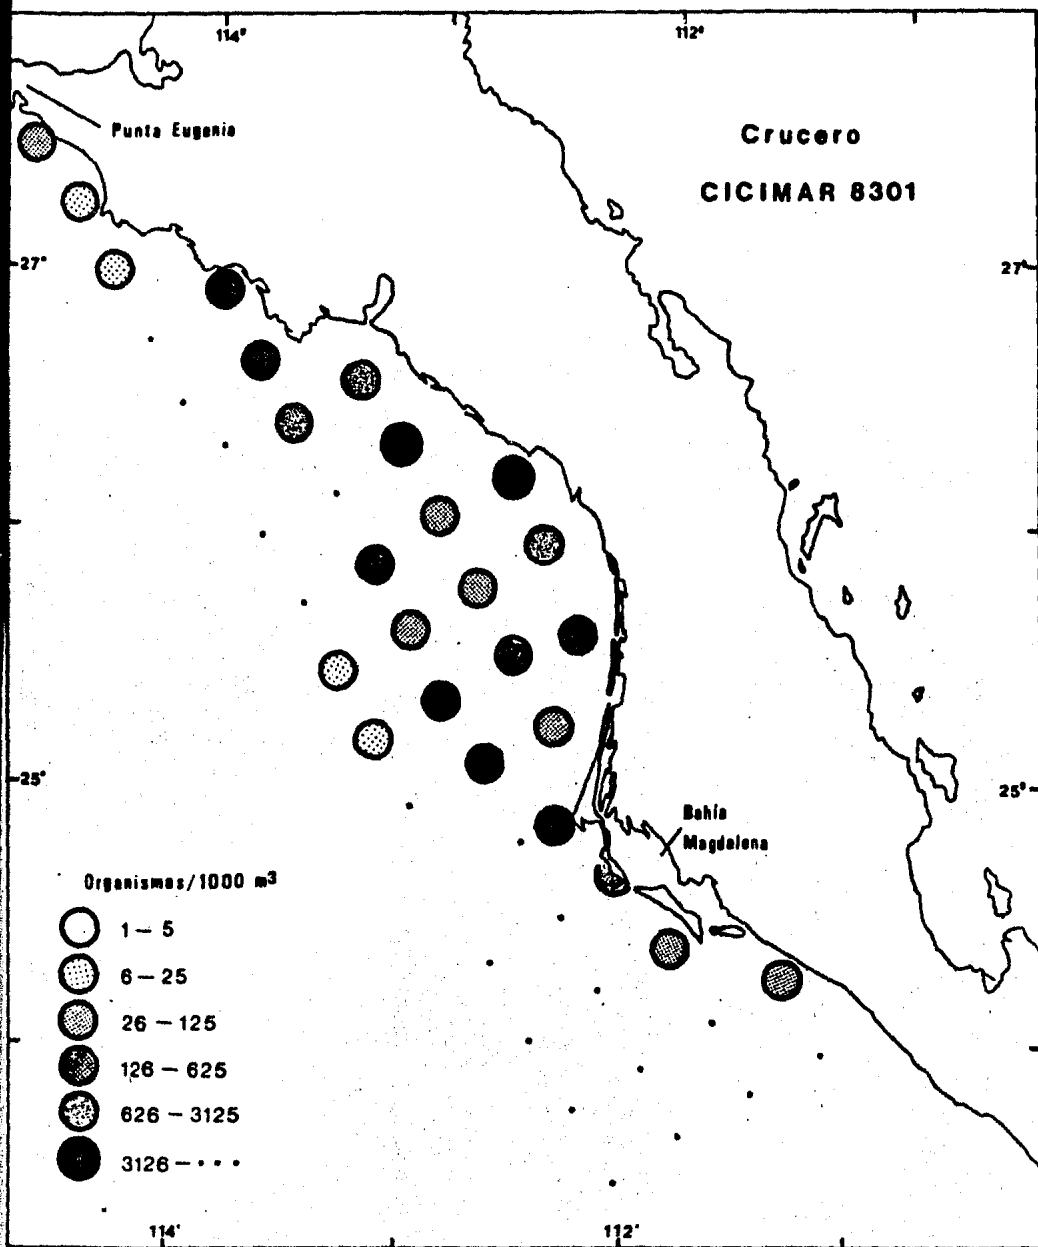 114°
112°
Punta Eugenia
Crucero
CICIMAR 8301
27°
27°
25°
25°
Bahía
Magdalena
Organismos/1000 m³
1 – 5
6 – 25
26 – 125
126 – 625
626 – 3125
3126 – · · ·
114°
112°